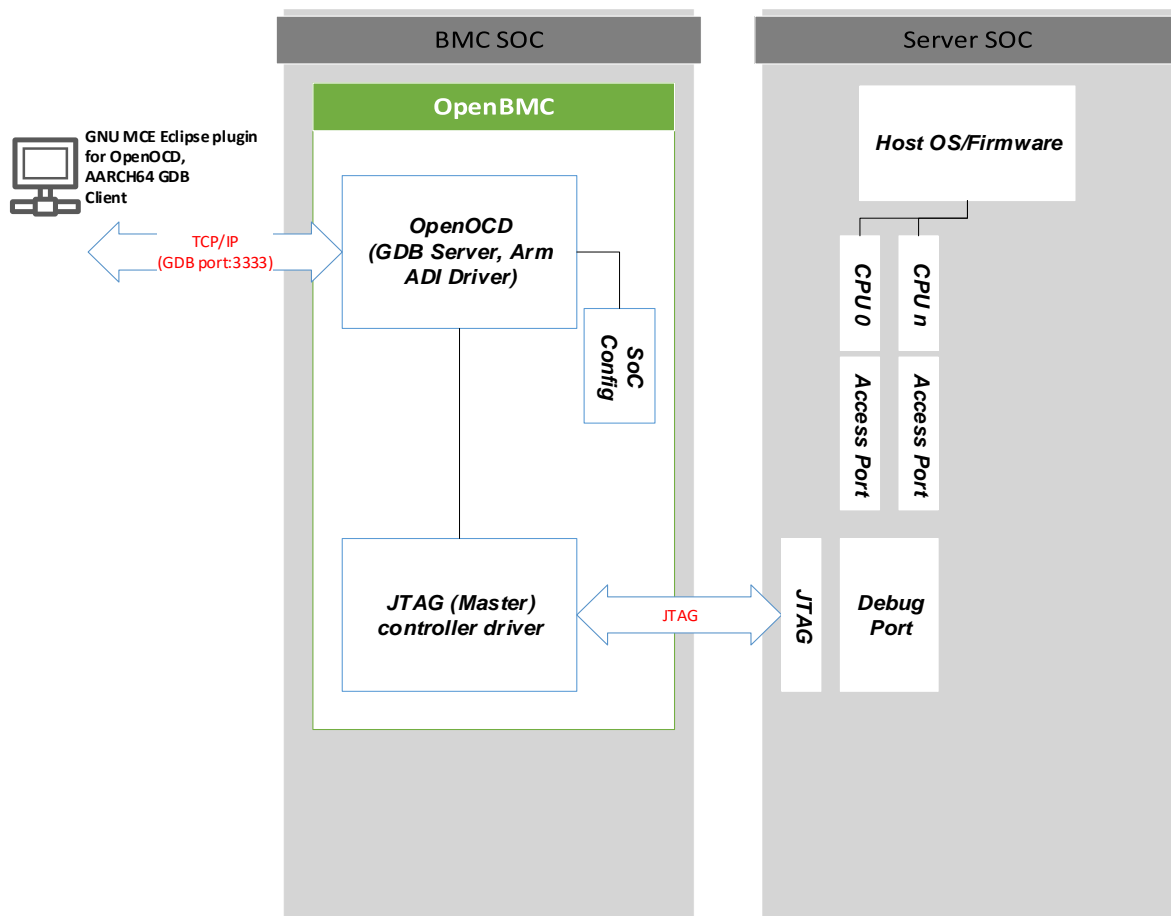 BMC SOC
Server SOC
OpenBMC
GNU MCE Eclipse plugin
for OpenOCD,
AARCH64 GDB
Client
TCP/IP
(GDB port:3333)
OpenOCD
(GDB Server, Arm
ADI Driver)
SoC
Config
JTAG (Master)
controller driver
JTAG
Host OS/Firmware
CPU 0
CPU n
Access Port
Access Port
JTAG
Debug
Port